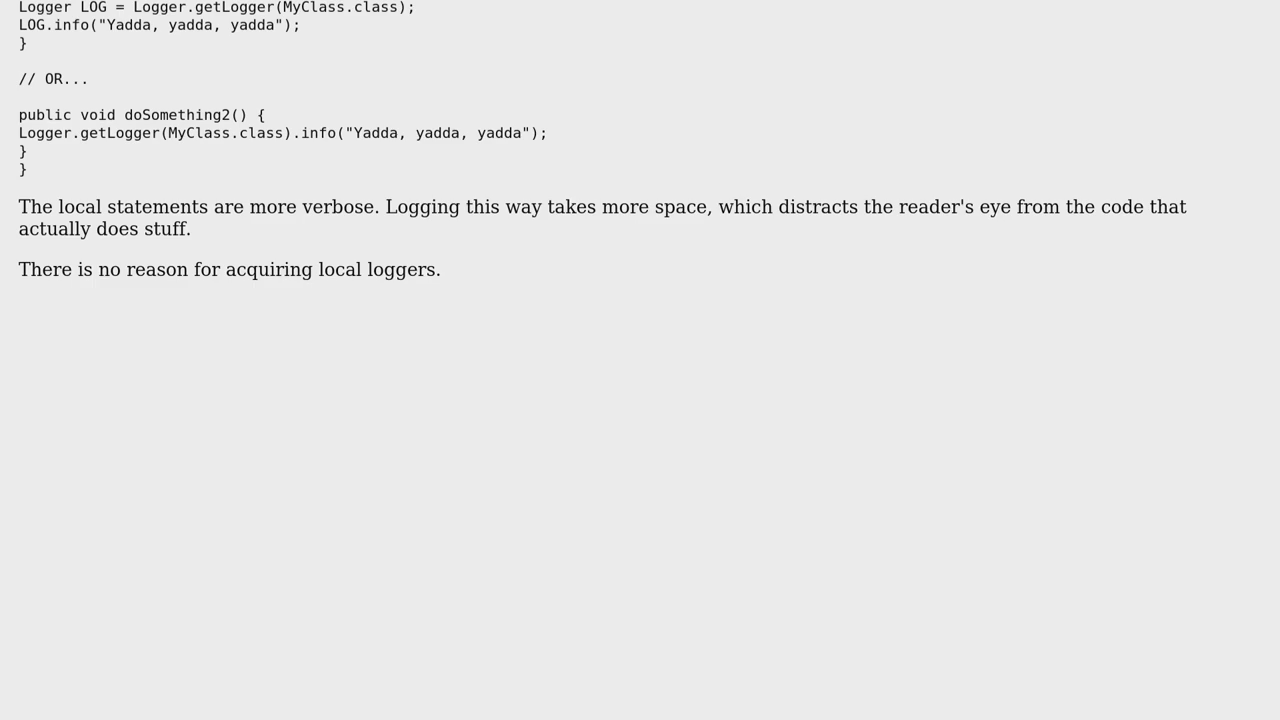 Logger LOG = Logger.getLogger(MyClass.class);
LOG.info("Yadda, yadda, yadda");
}
// OR...
public void doSomething2() {
Logger.getLogger(MyClass.class).info("Yadda, yadda, yadda");
}
}
The local statements are more verbose. Logging this way takes more space, which distracts the reader's eye from the code that
actually does stuff.
There is no reason for acquiring local loggers.